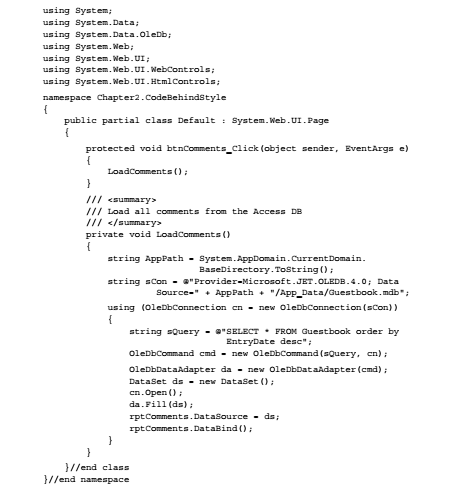 using System;
using System.Data;
using System.Data.OleDb;
using System.Web;
using System.Web.UI;
using System.Web.UI.WebControls;
using System.Web.UI.HtmlControls;
namespace Chapter2.CodeBehindStyle
{
    public partial class Default : System.Web.UI.Page
    {
        protected void btnComments_Click(object sender, EventArgs e)
        {
            LoadComments();
        }
        /// <summary>
        /// Load all comments from the Access DB
        /// </summary>
        private void LoadComments()
        {
            string AppPath = System.AppDomain.CurrentDomain.
                             BaseDirectory.ToString();
            string sCon = @"Provider=Microsoft.JET.OLEDB.4.0; Data
                          Source=" + AppPath + "/App_Data/Guestbook.mdb";
            using (OleDbConnection cn = new OleDbConnection(sCon))
            {
                string sQuery = @"SELECT * FROM Guestbook order by
                                  EntryDate desc";
                OleDbCommand cmd = new OleDbCommand(sQuery, cn);
                OleDbDataAdapter da = new OleDbDataAdapter(cmd);
                DataSet ds = new DataSet();
                cn.Open();
                da.Fill(ds);
                rptComments.DataSource = ds;
                rptComments.DataBind();
            }
        }
    }//end class
}//end namespace